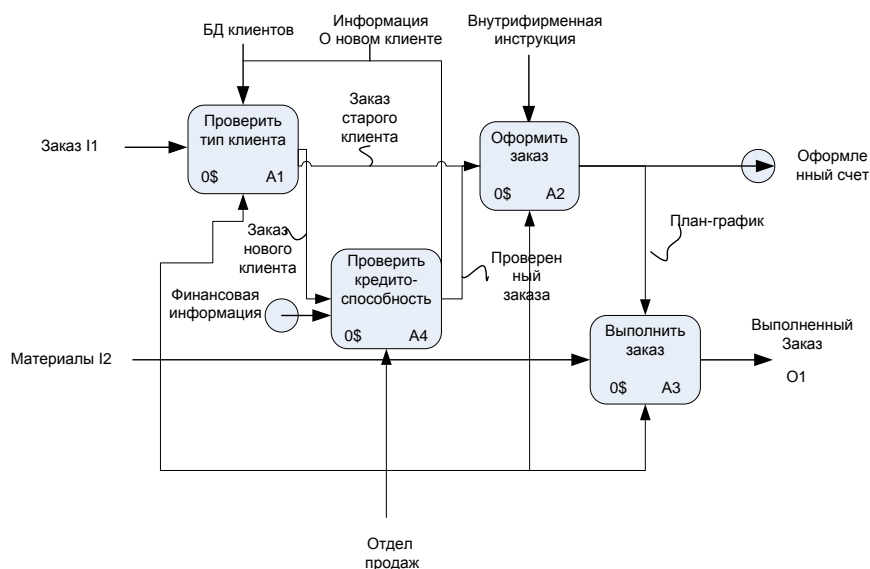 БД клиентов
Информация
О новом клиенте
Внутрифирменная
инструкция
Заказ I1
Проверить
тип клиента
0$ A1
Заказ
старого
клиента
Оформить
заказ
0$ A2
Оформле
нный счет
Заказ
нового
клиента
План-график
Финансовая
информация
Проверить
кредито-
способность
0$ A4
Проверен
ный
заказа
Материалы I2
Выполнить
заказ
0$ A3
Выполненный
Заказ
O1
Отдел
продаж